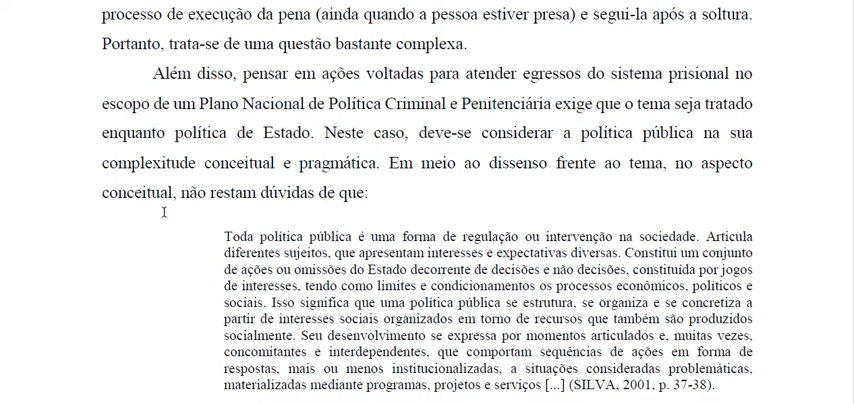 processo de execução da pena (ainda quando a pessoa estiver presa) e segui-la após a soltura.
Portanto, trata-se de uma questão bastante complexa.
Além disso, pensar em ações voltadas para atender egressos do sistema prisional no
escopo de um Plano Nacional de Política Criminal e Penitenciária exige que o tema seja tratado
enquanto política de Estado. Neste caso, deve-se considerar a política pública na sua
complexitude conceitual e pragmática. Em meio ao dissenso frente ao tema, no aspecto
conceitual, não restam dúvidas de que:
Toda política pública é uma forma de regulação ou intervenção na sociedade. Articula
diferentes sujeitos, que apresentam interesses e expectativas diversas. Constitui um conjunto
de ações ou omissões do Estado decorrente de decisões e não decisões, constituída por jogos
de interesses, tendo como limites e condicionamentos os processos econômicos, políticos e
sociais. Isso significa que uma política pública se estrutura, se organiza e se concretiza a
partir de interesses sociais organizados em torno de recursos que também são produzidos
socialmente. Seu desenvolvimento se expressa por momentos articulados e, muitas vezes,
concomitantes e interdependentes, que comportam sequências de ações em forma de
respostas, mais ou menos institucionalizadas, a situações consideradas problemáticas,
materializadas mediante programas, projetos e serviços [...] (SILVA, 2001, p. 37-38).